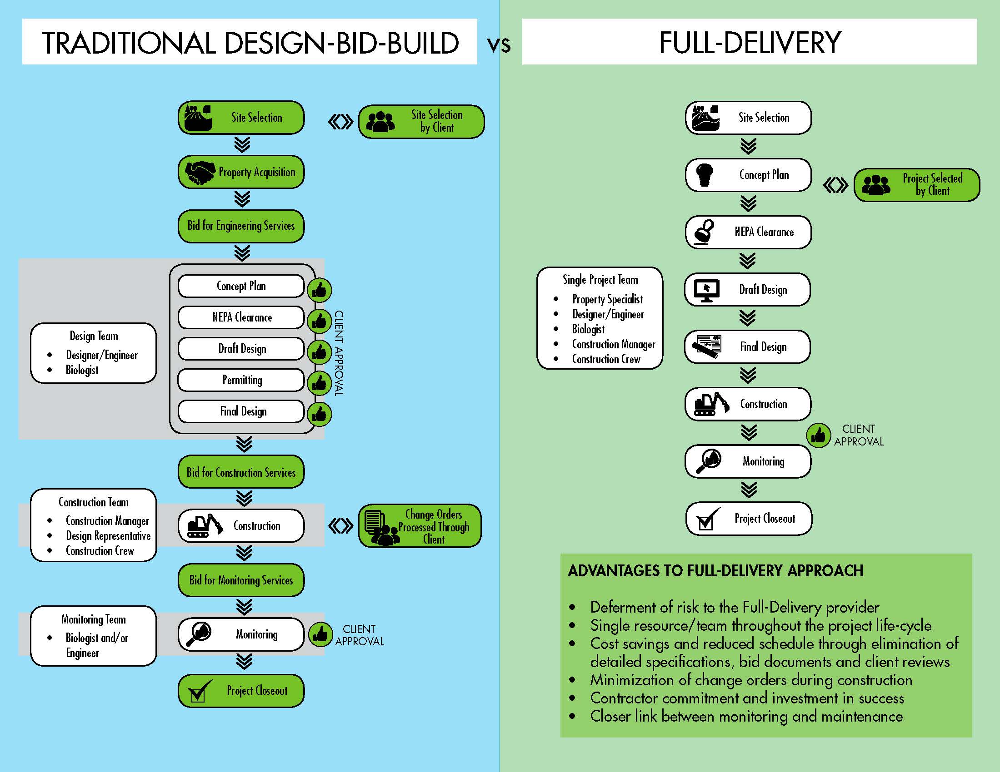 TRADITIONAL DESIGN-BID-BUILD
vs
FULL-DELIVERY
Site Selection
Site Selection
by Client
Property Acquisition
Bid for Engineering Services
Concept Plan
NEPA Clearance
Draft Design
Permitting
Final Design
CLIENT APPROVAL
Design Team
• Designer/Engineer
• Biologist
Bid for Construction Services
Construction Team
• Construction Manager
• Design Representative
• Construction Crew
Construction
Change Orders
Processed Through
Client
Bid for Monitoring Services
Monitoring Team
• Biologist and/or
Engineer
Monitoring
CLIENT
APPROVAL
Project Closeout
Site Selection
Concept Plan
Project Selected
by Client
NEPA Clearance
Single Project Team
• Property Specialist
• Designer/Engineer
• Biologist
• Construction Manager
• Construction Crew
Draft Design
Final Design
Construction
CLIENT
APPROVAL
Monitoring
Project Closeout
ADVANTAGES TO FULL-DELIVERY APPROACH
• Deferment of risk to the Full-Delivery provider
• Single resource/team throughout the project life-cycle
• Cost savings and reduced schedule through elimination of
detailed specifications, bid documents and client reviews
• Minimization of change orders during construction
• Contractor commitment and investment in success
• Closer link between monitoring and maintenance